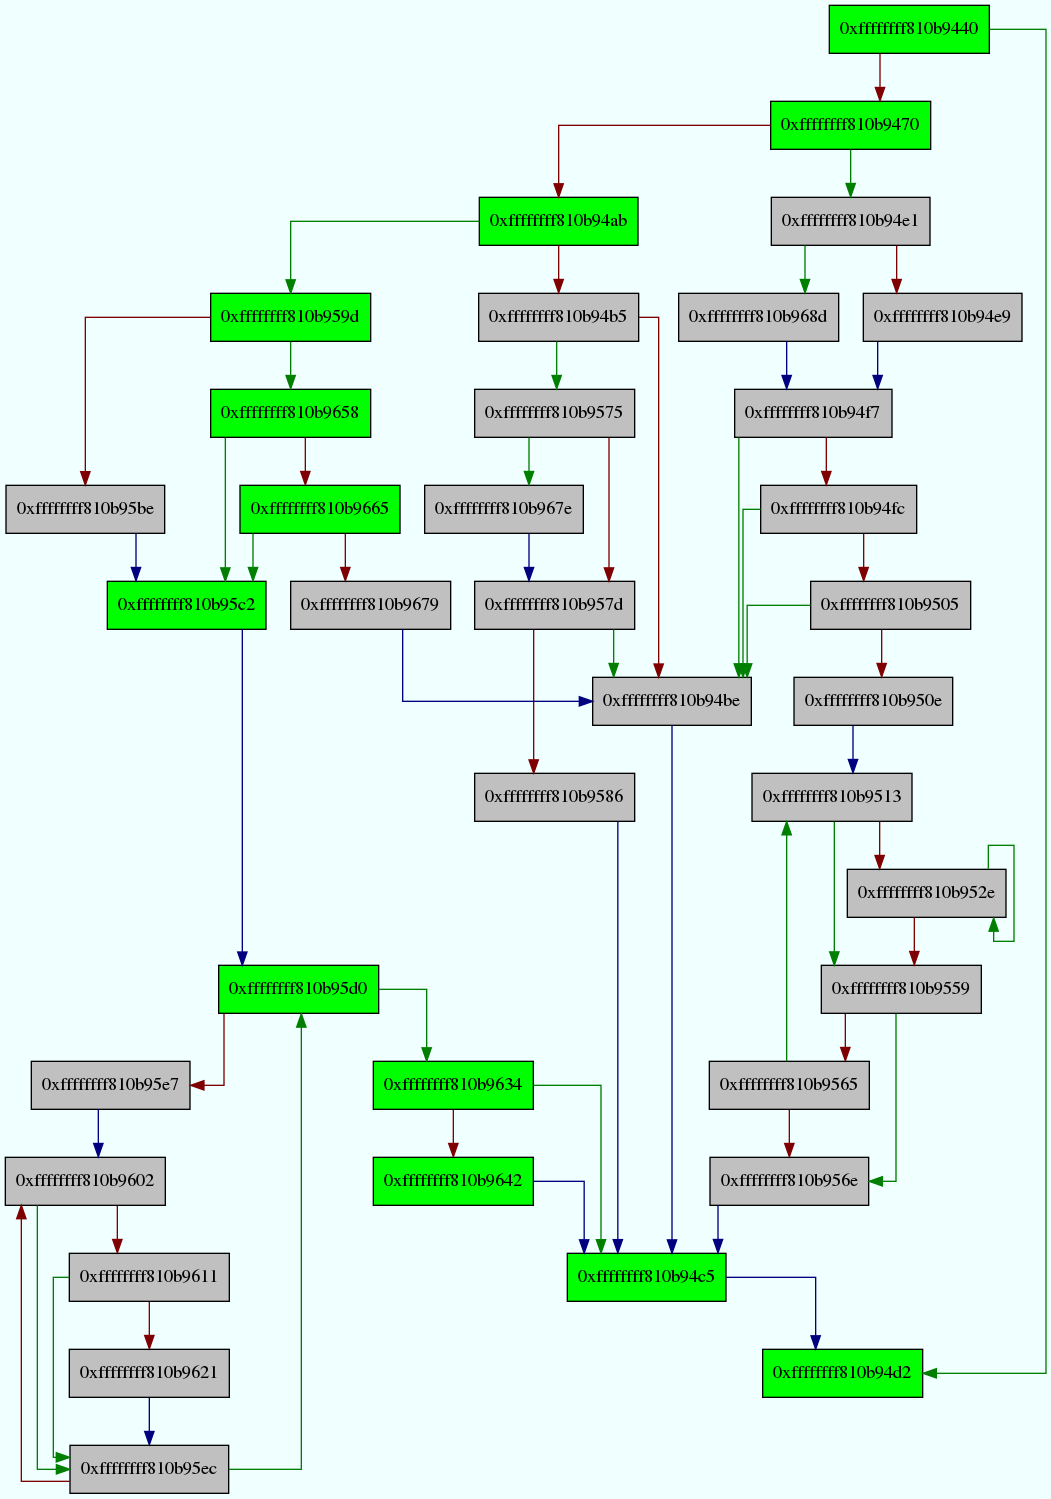 0xffffffff810b9440
0xffffffff810b9470
0xffffffff810b94ab
0xffffffff810b94e1
0xffffffff810b959d
0xffffffff810b94b5
0xffffffff810b968d
0xffffffff810b94e9
0xffffffff810b9658
0xffffffff810b9575
0xffffffff810b94f7
0xffffffff810b95be
0xffffffff810b9665
0xffffffff810b967e
0xffffffff810b94fc
0xffffffff810b95c2
0xffffffff810b9679
0xffffffff810b957d
0xffffffff810b9505
0xffffffff810b94be
0xffffffff810b950e
0xffffffff810b9586
0xffffffff810b9513
0xffffffff810b952e
0xffffffff810b95d0
0xffffffff810b9559
0xffffffff810b95e7
0xffffffff810b9634
0xffffffff810b9565
0xffffffff810b9602
0xffffffff810b9642
0xffffffff810b956e
0xffffffff810b9611
0xffffffff810b94c5
0xffffffff810b9621
0xffffffff810b94d2
0xffffffff810b95ec